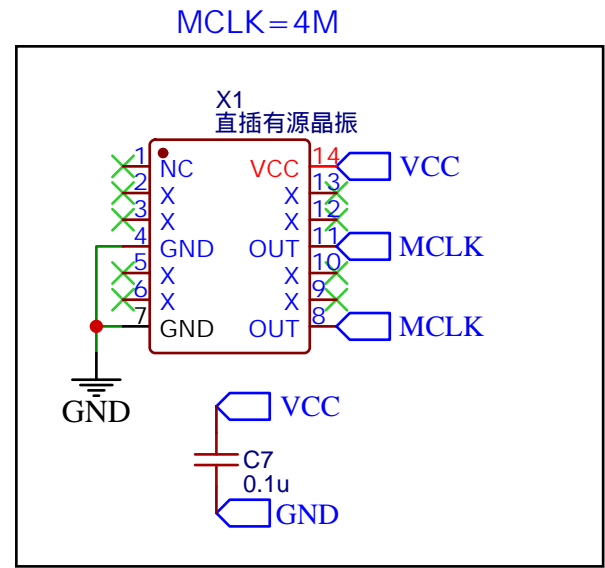 MCLK=4M
X1
直插有源晶振
1 NC VCC 14 VCC
2 X X 13
3 X X 12
4 GND OUT 11 MCLK
5 X X 10
6 X X 9
7 GND OUT 8 MCLK
GND
VCC
C7
0.1u
GND